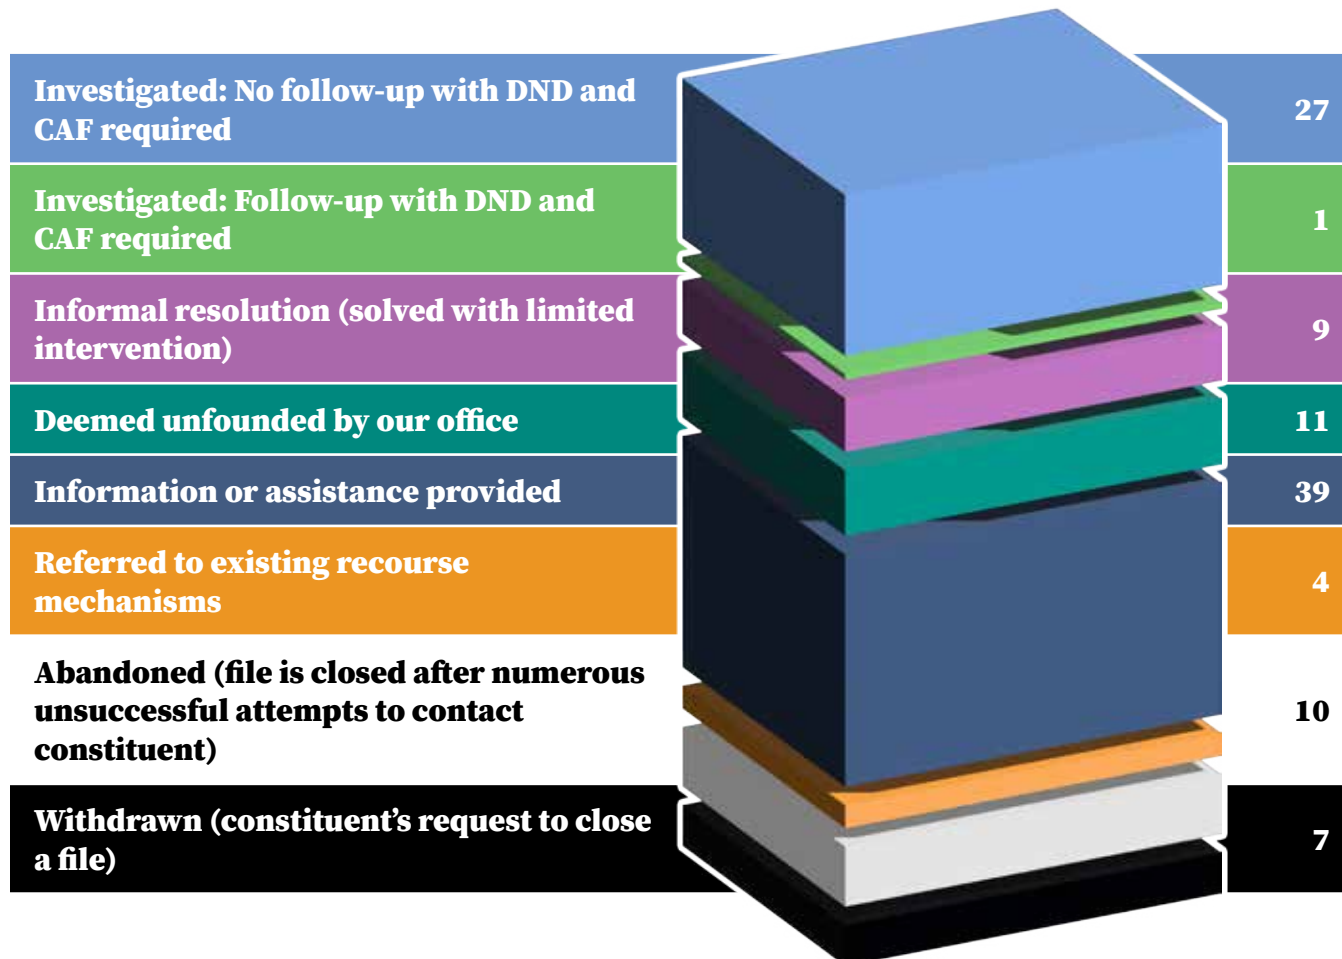 Investigated: No follow-up with DND and
CAF required
27
Investigated: Follow-up with DND and
CAF required
1
Informal resolution (solved with limited
intervention)
9
Deemed unfounded by our office
11
Information or assistance provided
39
Referred to existing recourse
mechanisms
4
Abandoned (file is closed after numerous
unsuccessful attempts to contact
constituent)
10
Withdrawn (constituent’s request to close
a file)
7